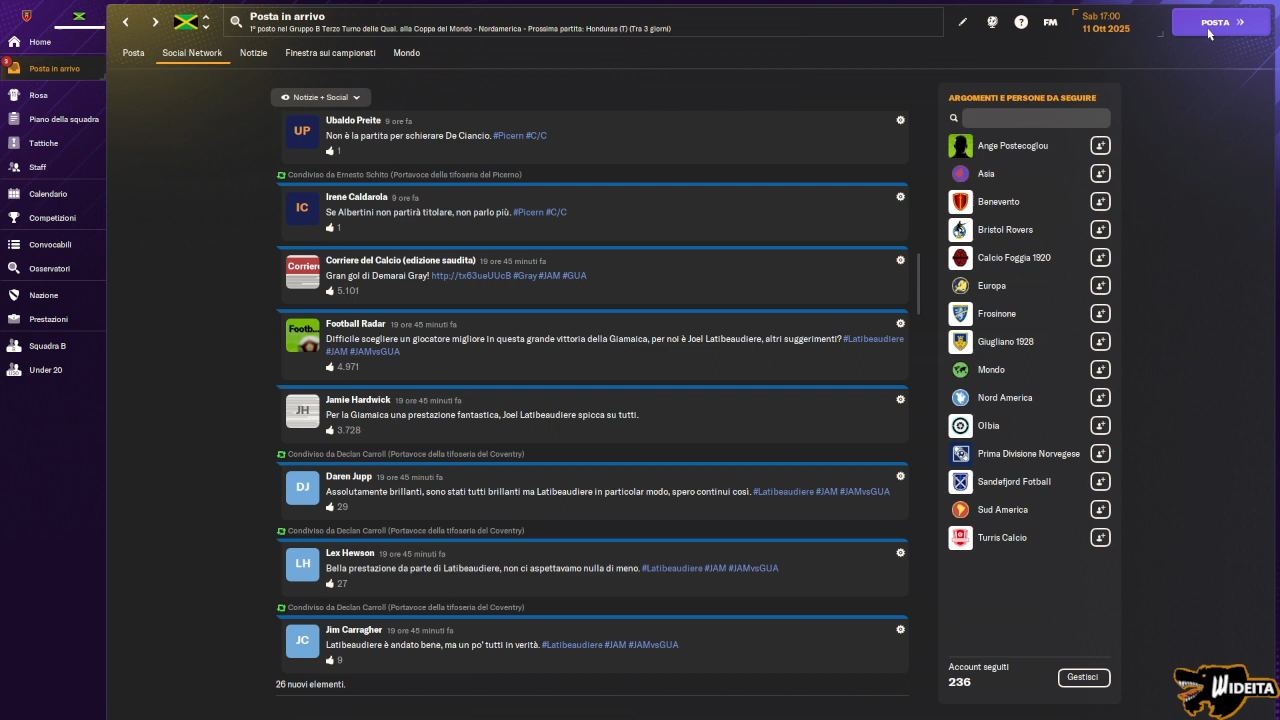 Posta in arrivo
1° posto nel Gruppo B Terzo Turno delle Qual. alla Coppa del Mondo - Nordamerica - Prossima partita: Honduras (T) (Tra 3 giorni)
FM
Sab 17:00
11 Ott 2025
POSTA
Home
3
Posta in arrivo
Rosa
Piano della squadra
Tattiche
Staff
Calendario
Competizioni
Convocabili
Osservatori
Nazione
Prestazioni
Squadra B
Under 20
Posta
Social Network
Notizie
Finestra sui campionati
Mondo
Notizie + Social
UP
Ubaldo Preite 9 ore fa
Non è la partita per schierare De Ciancio. #Picern #C/C
1
Condiviso da Ernesto Schito (Portavoce della tifoseria del Picerno)
IC
Irene Caldarola 9 ore fa
Se Albertini non partirà titolare, non parlo più. #Picern #C/C
1
Corriere
Corriere del Calcio (edizione saudita) 19 ore 45 minuti fa
Gran gol di Demarai Gray! http://tx63ueUUcB #Gray #JAM #GUA
5.101
Footb...
Football Radar 19 ore 45 minuti fa
Difficile scegliere un giocatore migliore in questa grande vittoria della Giamaica, per noi è Joel Latibeaudiere, altri suggerimenti? #Latibeaudiere
#JAM #JAMvsGUA
4.971
JH
Jamie Hardwick 19 ore 45 minuti fa
Per la Giamaica una prestazione fantastica, Joel Latibeaudiere spicca su tutti.
3.728
Condiviso da Declan Carroll (Portavoce della tifoseria del Coventry)
DJ
Daren Jupp 19 ore 45 minuti fa
Assolutamente brillanti, sono stati tutti brillanti ma Latibeaudiere in particolar modo, spero continui così. #Latibeaudiere #JAM #JAMvsGUA
29
Condiviso da Declan Carroll (Portavoce della tifoseria del Coventry)
LH
Lex Hewson 19 ore 45 minuti fa
Bella prestazione da parte di Latibeaudiere, non ci aspettavamo nulla di meno. #Latibeaudiere #JAM #JAMvsGUA
27
Condiviso da Declan Carroll (Portavoce della tifoseria del Coventry)
JC
Jim Carragher 19 ore 45 minuti fa
Latibeaudiere è andato bene, ma un po' tutti in verità. #Latibeaudiere #JAM #JAMvsGUA
9
26 nuovi elementi.
ARGOMENTI E PERSONE DA SEGUIRE
Ange Postecoglou
Asia
Benevento
Bristol Rovers
Calcio Foggia 1920
Europa
Frosinone
Giugliano 1928
Mondo
Nord America
Olbia
Prima Divisione Norvegese
Sandefjord Fotball
Sud America
Turris Calcio
Account seguiti
236
Gestisci
WIDEITA